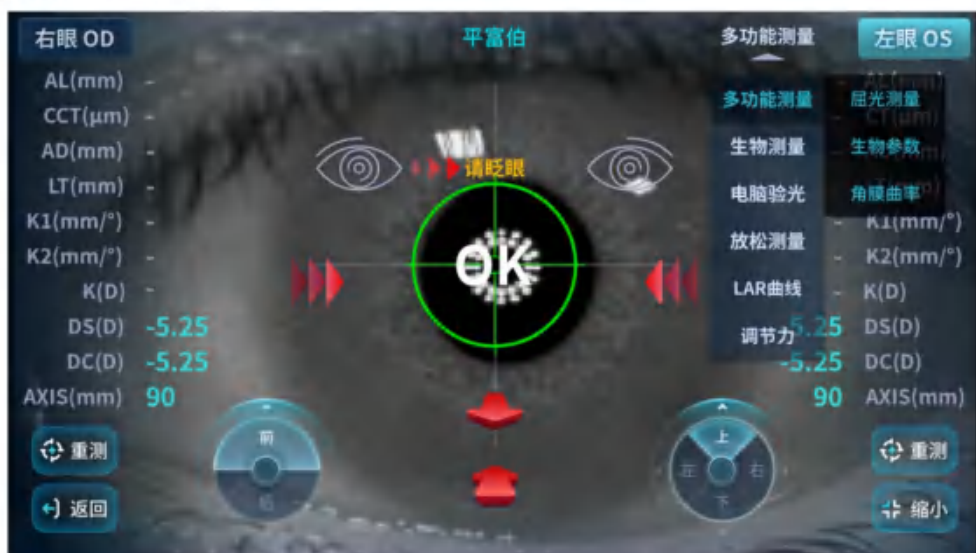 右眼 OD
平富伯
多功能测量
左眼 OS
AL(mm) -
CCT(μm) -
AD(mm) -
LT(mm) -
K1(mm/°) -
K2(mm/°) -
K(D) -
DS(D) -5.25
DC(D) -5.25
AXIS(mm) 90
请眨眼
OK
多功能测量
生物测量
电脑验光
放松测量
LAR曲线
调节力
屈光测量
生物参数
角膜曲率
K1(mm/°)
- K2(mm/°)
- K(D)
5.25 DS(D)
-5.25 DC(D)
90 AXIS(mm)
前
后
上
左
右
下
重测
返回
重测
缩小